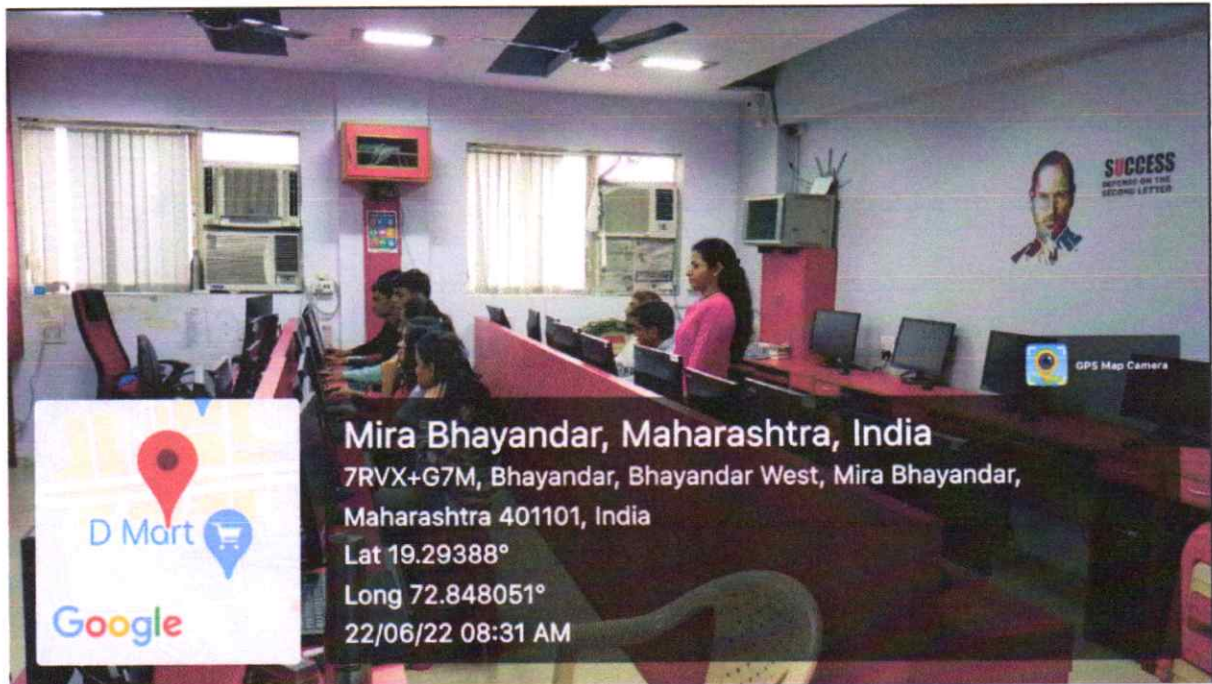 SUCCESS
DEPENDS ON THE
SECOND LETTER
GPS Map Camera
Mira Bhayandar, Maharashtra, India
7RVX+G7M, Bhayandar, Bhayandar West, Mira Bhayandar,
Maharashtra 401101, India
Lat 19.29388°
Long 72.848051°
22/06/22 08:31 AM
D Mart
Google